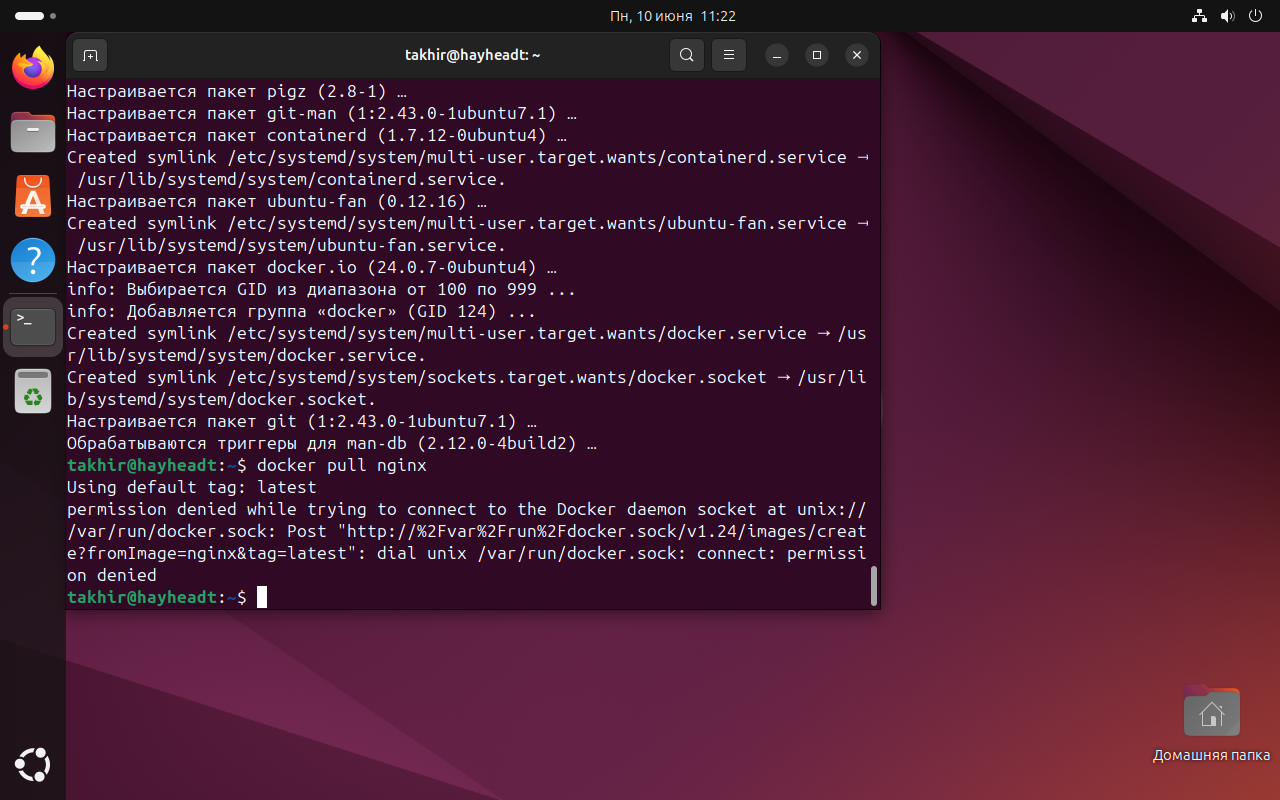 Пн, 10 июня 11:22
takhir@hayheadt: ~
Настраивается пакет pigz (2.8-1) …
Настраивается пакет git-man (1:2.43.0-1ubuntu7.1) …
Настраивается пакет containerd (1.7.12-0ubuntu4) …
Created symlink /etc/systemd/system/multi-user.target.wants/containerd.service →
/usr/lib/systemd/system/containerd.service.
Настраивается пакет ubuntu-fan (0.12.16) …
Created symlink /etc/systemd/system/multi-user.target.wants/ubuntu-fan.service →
/usr/lib/systemd/system/ubuntu-fan.service.
Настраивается пакет docker.io (24.0.7-0ubuntu4) …
info: Выбирается GID из диапазона от 100 по 999 ...
info: Добавляется группа «docker» (GID 124) ...
Created symlink /etc/systemd/system/multi-user.target.wants/docker.service → /us
r/lib/systemd/system/docker.service.
Created symlink /etc/systemd/system/sockets.target.wants/docker.socket → /usr/li
b/systemd/system/docker.socket.
Настраивается пакет git (1:2.43.0-1ubuntu7.1) …
Обрабатываются триггеры для man-db (2.12.0-4build2) …
takhir@hayheadt:~$ docker pull nginx
Using default tag: latest
permission denied while trying to connect to the Docker daemon socket at unix://
/var/run/docker.sock: Post "http://%2Fvar%2Frun%2Fdocker.sock/v1.24/images/creat
e?fromImage=nginx&tag=latest": dial unix /var/run/docker.sock: connect: permissi
on denied
takhir@hayheadt:~$
Домашняя папка